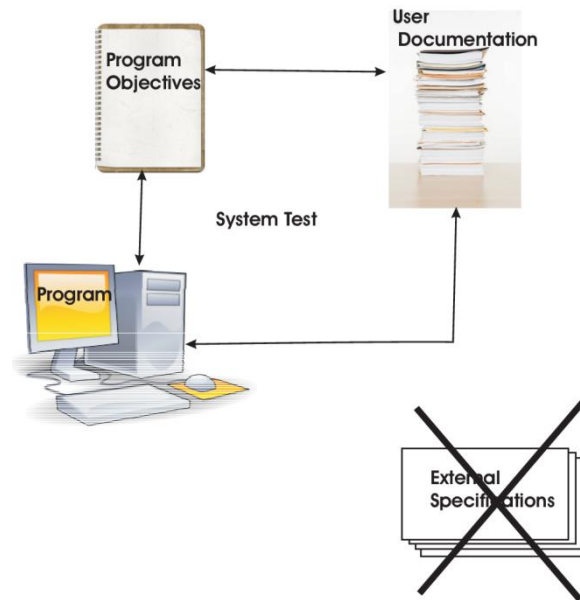 User
Documentation
Program
Objectives
System Test
Program
External
Specifications